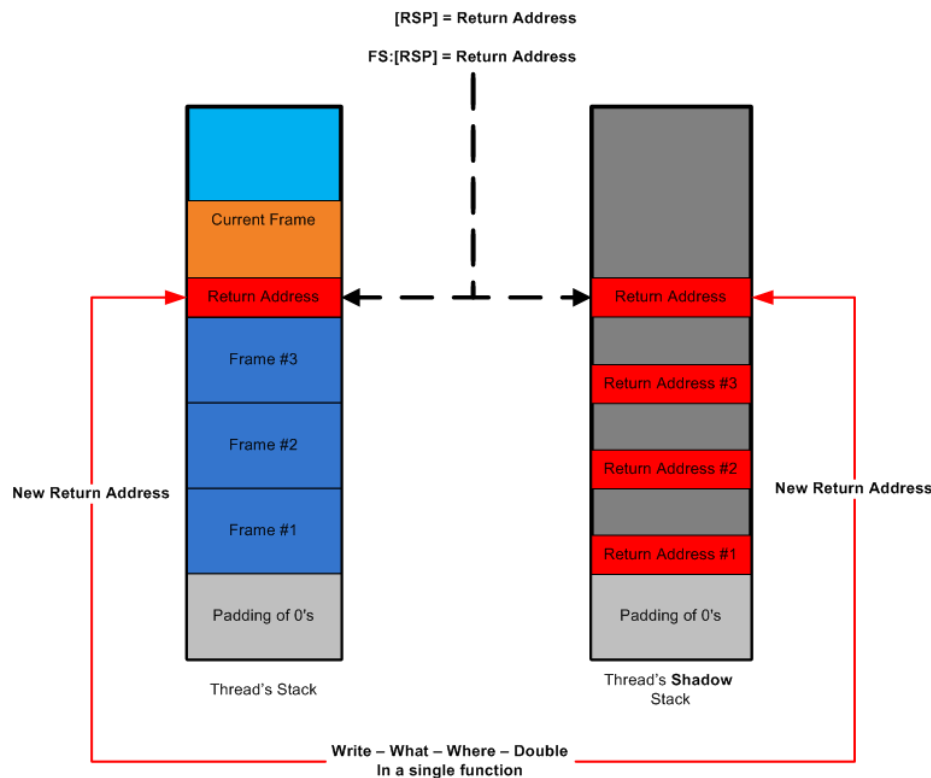 [RSP] = Return Address
FS:[RSP] = Return Address
Current Frame
Return Address
Frame #3
Frame #2
Frame #1
Padding of 0's
Thread's Stack
Return Address
Return Address #3
Return Address #2
Return Address #1
Padding of 0's
Thread's Shadow
Stack
New Return Address
New Return Address
Write – What – Where – Double
In a single function